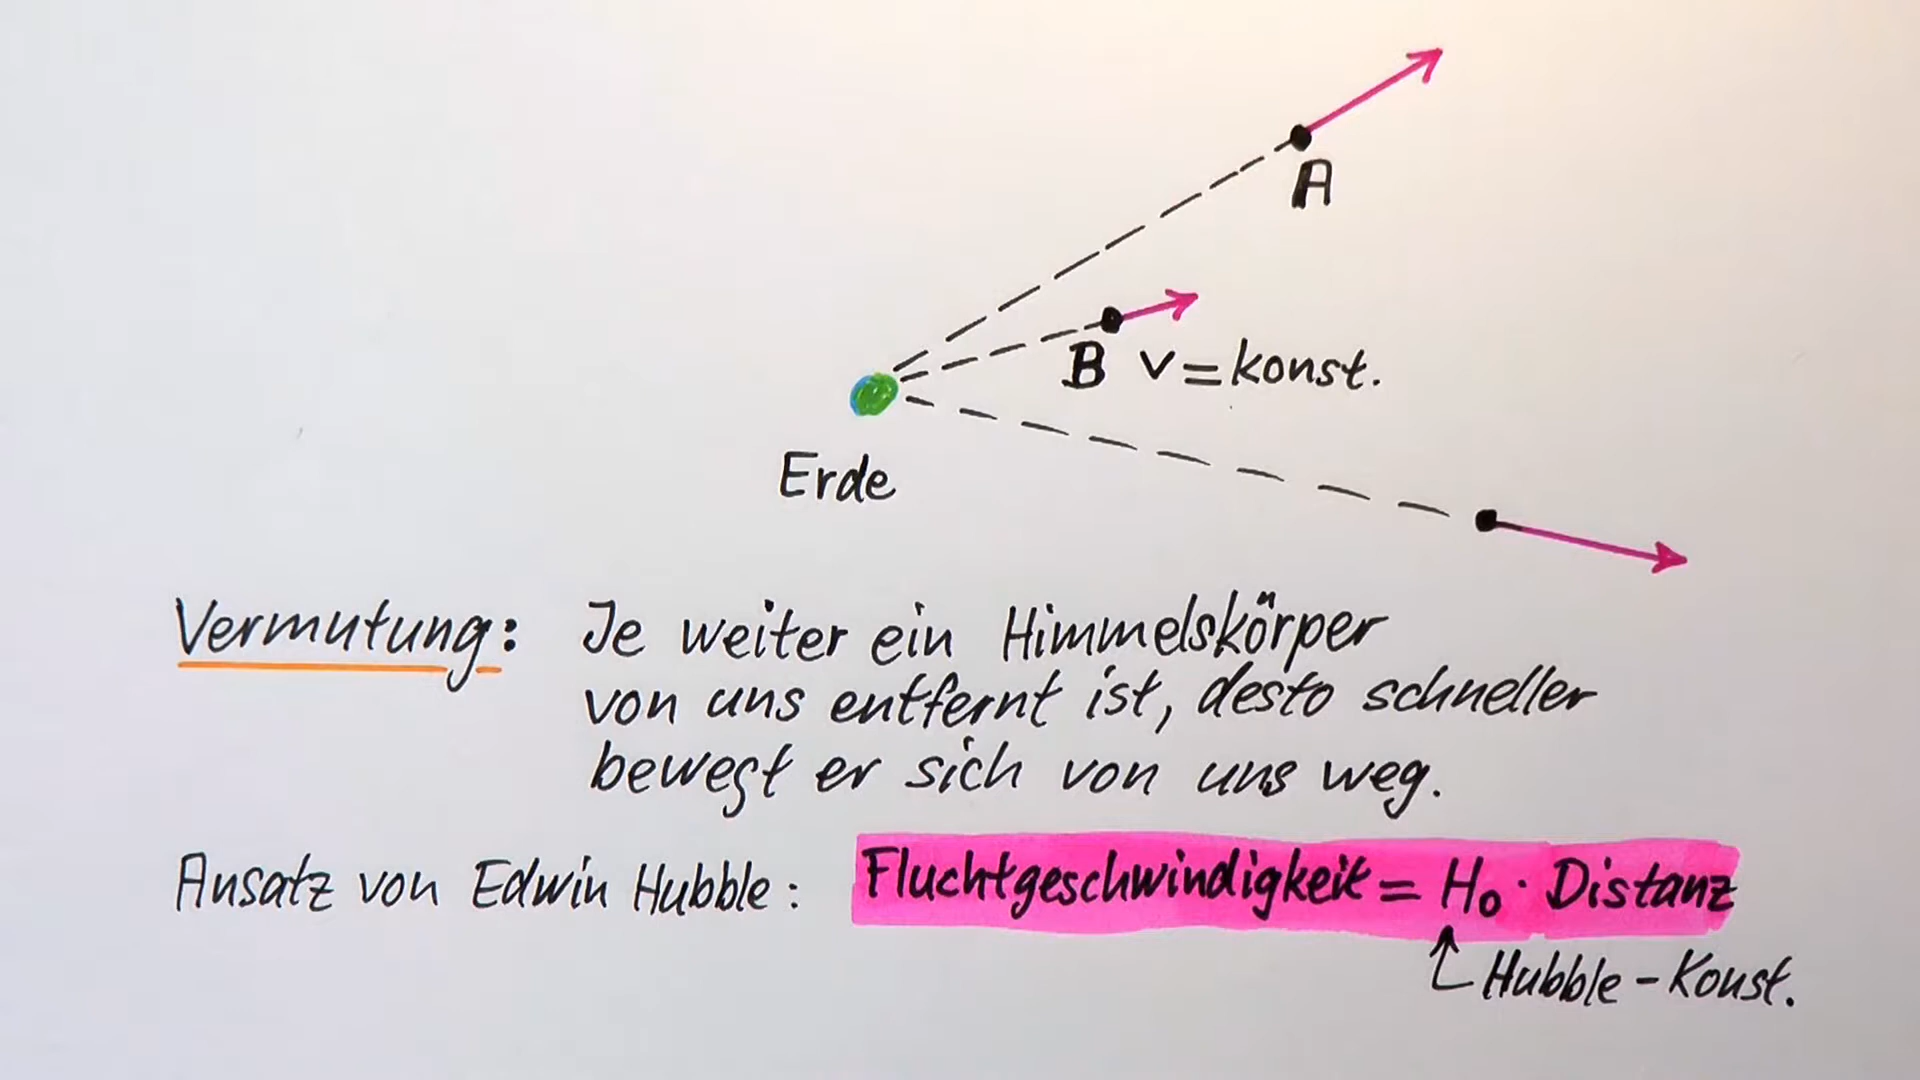 A
B v = konst.
Erde
Vermutung: Je weiter ein Himmelskörper
von uns entfernt ist, desto schneller
bewegt er sich von uns weg.
Ansatz von Edwin Hubble: Fluchtgeschwindigkeit = H₀ · Distanz
Hubble-Konst.